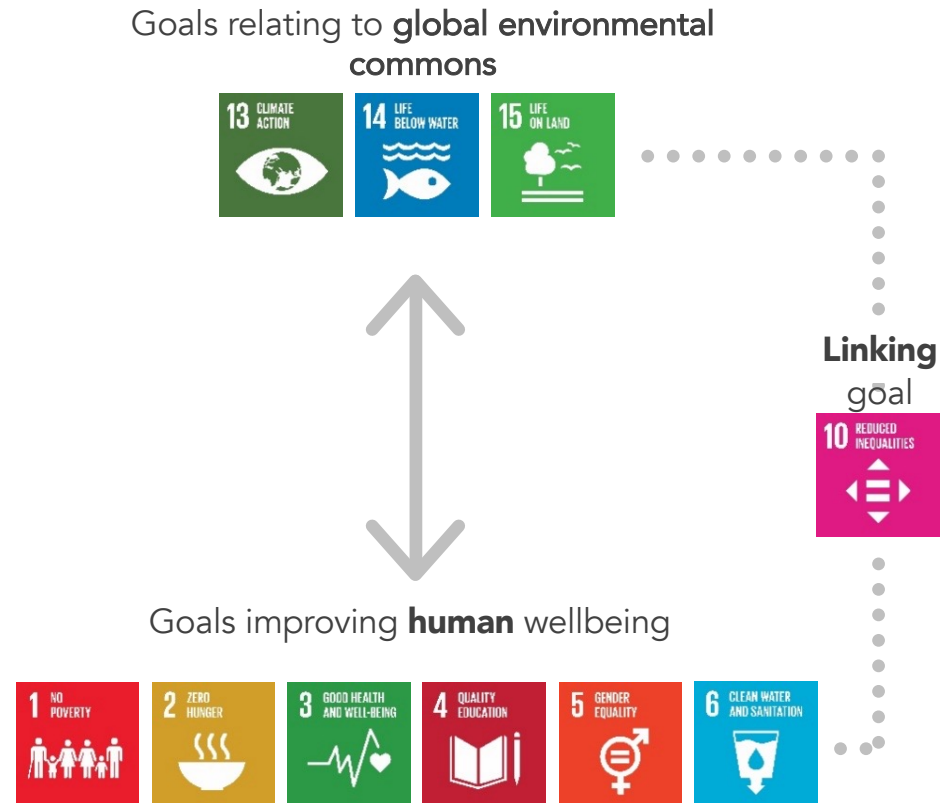 Goals relating to global environmental
commons
13 CLIMATE
ACTION
14 LIFE
BELOW WATER
15 LIFE
ON LAND
Linking
goal
10 REDUCED
INEQUALITIES
Goals improving human wellbeing
1 NO
POVERTY
2 ZERO
HUNGER
3 GOOD HEALTH
AND WELL-BEING
4 QUALITY
EDUCATION
5 GENDER
EQUALITY
6 CLEAN WATER
AND SANITATION